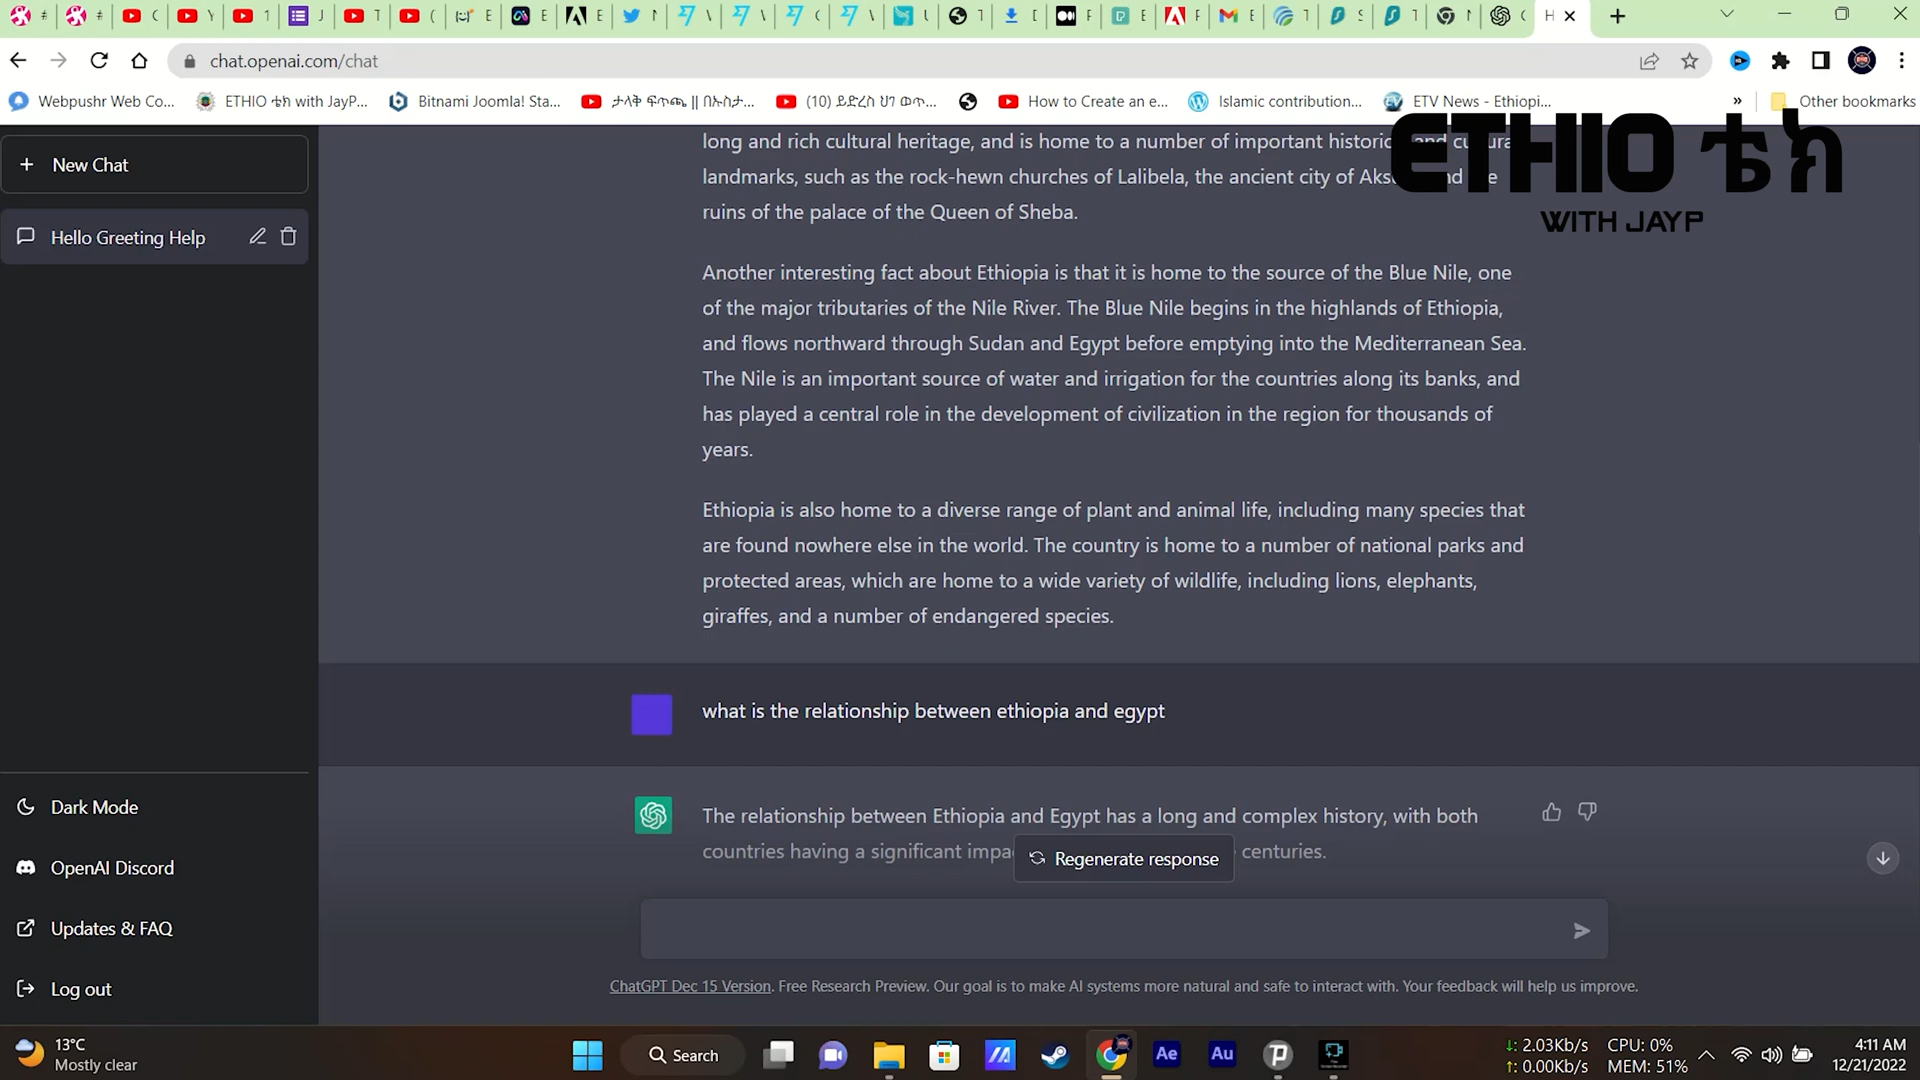 chat.openai.com/chat
Webpushr Web Co...
ETHIO ቴክ with JayP...
Bitnami Joomla! Sta...
ታላቅ ፍጥጫ || በኡስታ...
(10) ይድረስ ህገ ወጥ...
How to Create an e...
Islamic contribution...
ETV News - Ethiopi...
»
Other bookmarks
ETHIO ቴክ
WITH JAYP
+ New Chat
Hello Greeting Help
long and rich cultural heritage, and is home to a number of important historic and cultura
landmarks, such as the rock-hewn churches of Lalibela, the ancient city of
ruins of the palace of the Queen of Sheba.
Another interesting fact about Ethiopia is that it is home to the source of the Blue Nile, one
of the major tributaries of the Nile River. The Blue Nile begins in the highlands of Ethiopia,
and flows northward through Sudan and Egypt before emptying into the Mediterranean Sea.
The Nile is an important source of water and irrigation for the countries along its banks, and
has played a central role in the development of civilization in the region for thousands of
years.
Ethiopia is also home to a diverse range of plant and animal life, including many species that
are found nowhere else in the world. The country is home to a number of national parks and
protected areas, which are home to a wide variety of wildlife, including lions, elephants,
giraffes, and a number of endangered species.
what is the relationship between ethiopia and egypt
The relationship between Ethiopia and Egypt has a long and complex history, with both
countries having a significant impa
centuries.
Regenerate response
Dark Mode
OpenAI Discord
Updates & FAQ
Log out
ChatGPT Dec 15 Version. Free Research Preview. Our goal is to make AI systems more natural and safe to interact with. Your feedback will help us improve.
13°C
Mostly clear
Search
Ae
Au
↓: 2.03Kb/s
↑: 0.00Kb/s
CPU: 0%
MEM: 51%
4:11 AM
12/21/2022